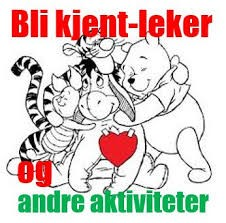 Bli kjent-leker
og
andre aktiviteter